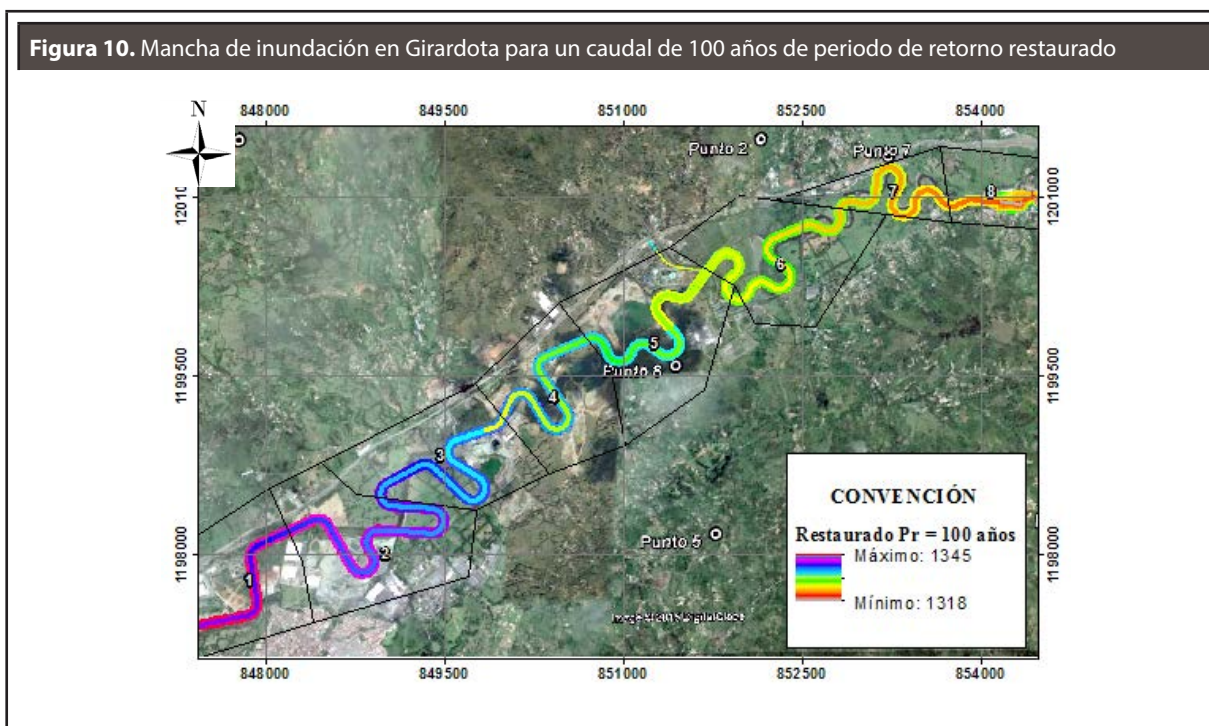 Figura 10. Mancha de inundación en Girardota para un caudal de 100 años de periodo de retorno restaurado
N
848000 849500 851000 852500 854000
Punto 2
Punto 7
1201000
1201000
7
8
6
5
Punto 6
1199500
1199500
4
3
CONVENCIÓN
Restaurado Pr = 100 años
Máximo: 1345
Mínimo: 1318
Punto 5
1198000
1198000
2
1
848000 849500 851000 852500 854000